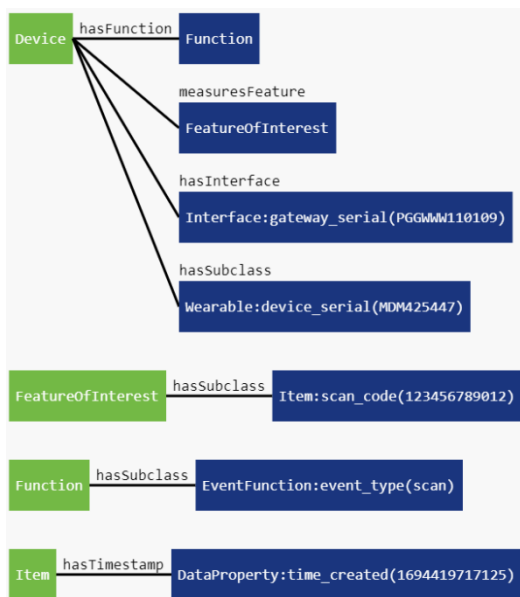 Device hasFunction Function
measuresFeature
FeatureOfInterest
hasInterface
Interface:gateway_serial(PGGWWW110109)
hasSubclass
Wearable:device_serial(MDM425447)
FeatureOfInterest hasSubclass Item:scan_code(123456789012)
Function hasSubclass EventFunction:event_type(scan)
Item hasTimestamp DataProperty:time_created(1694419717125)